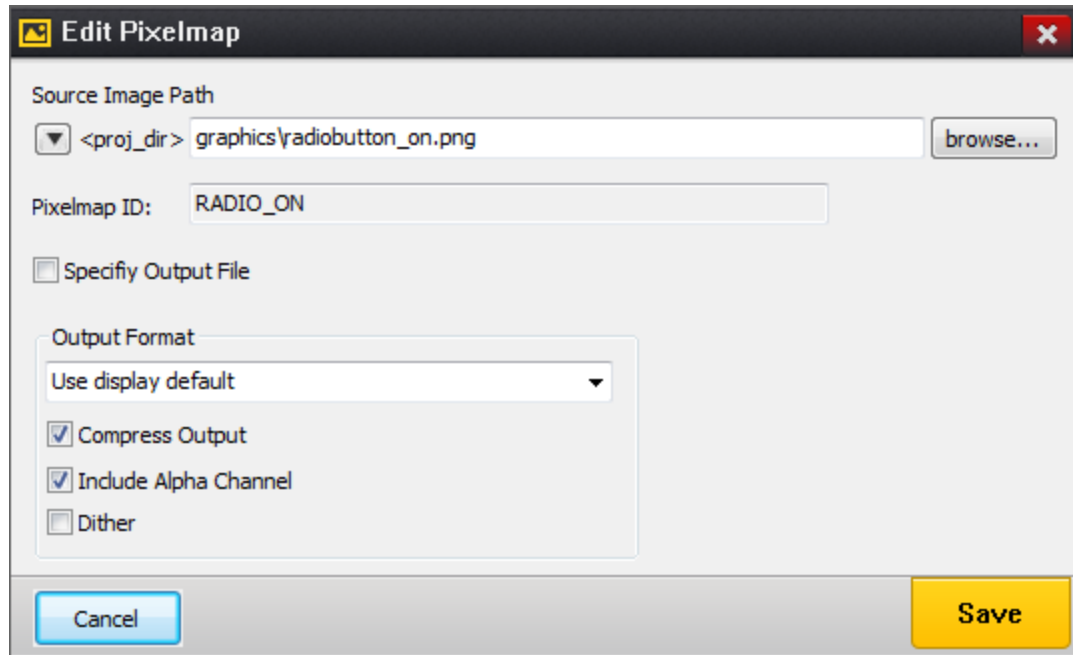 Edit Pixelmap
Source Image Path
<proj_dir> graphics\radiobutton_on.png browse...
Pixelmap ID: RADIO_ON
Specifiy Output File
Output Format
Use display default
Compress Output
Include Alpha Channel
Dither
Cancel Save